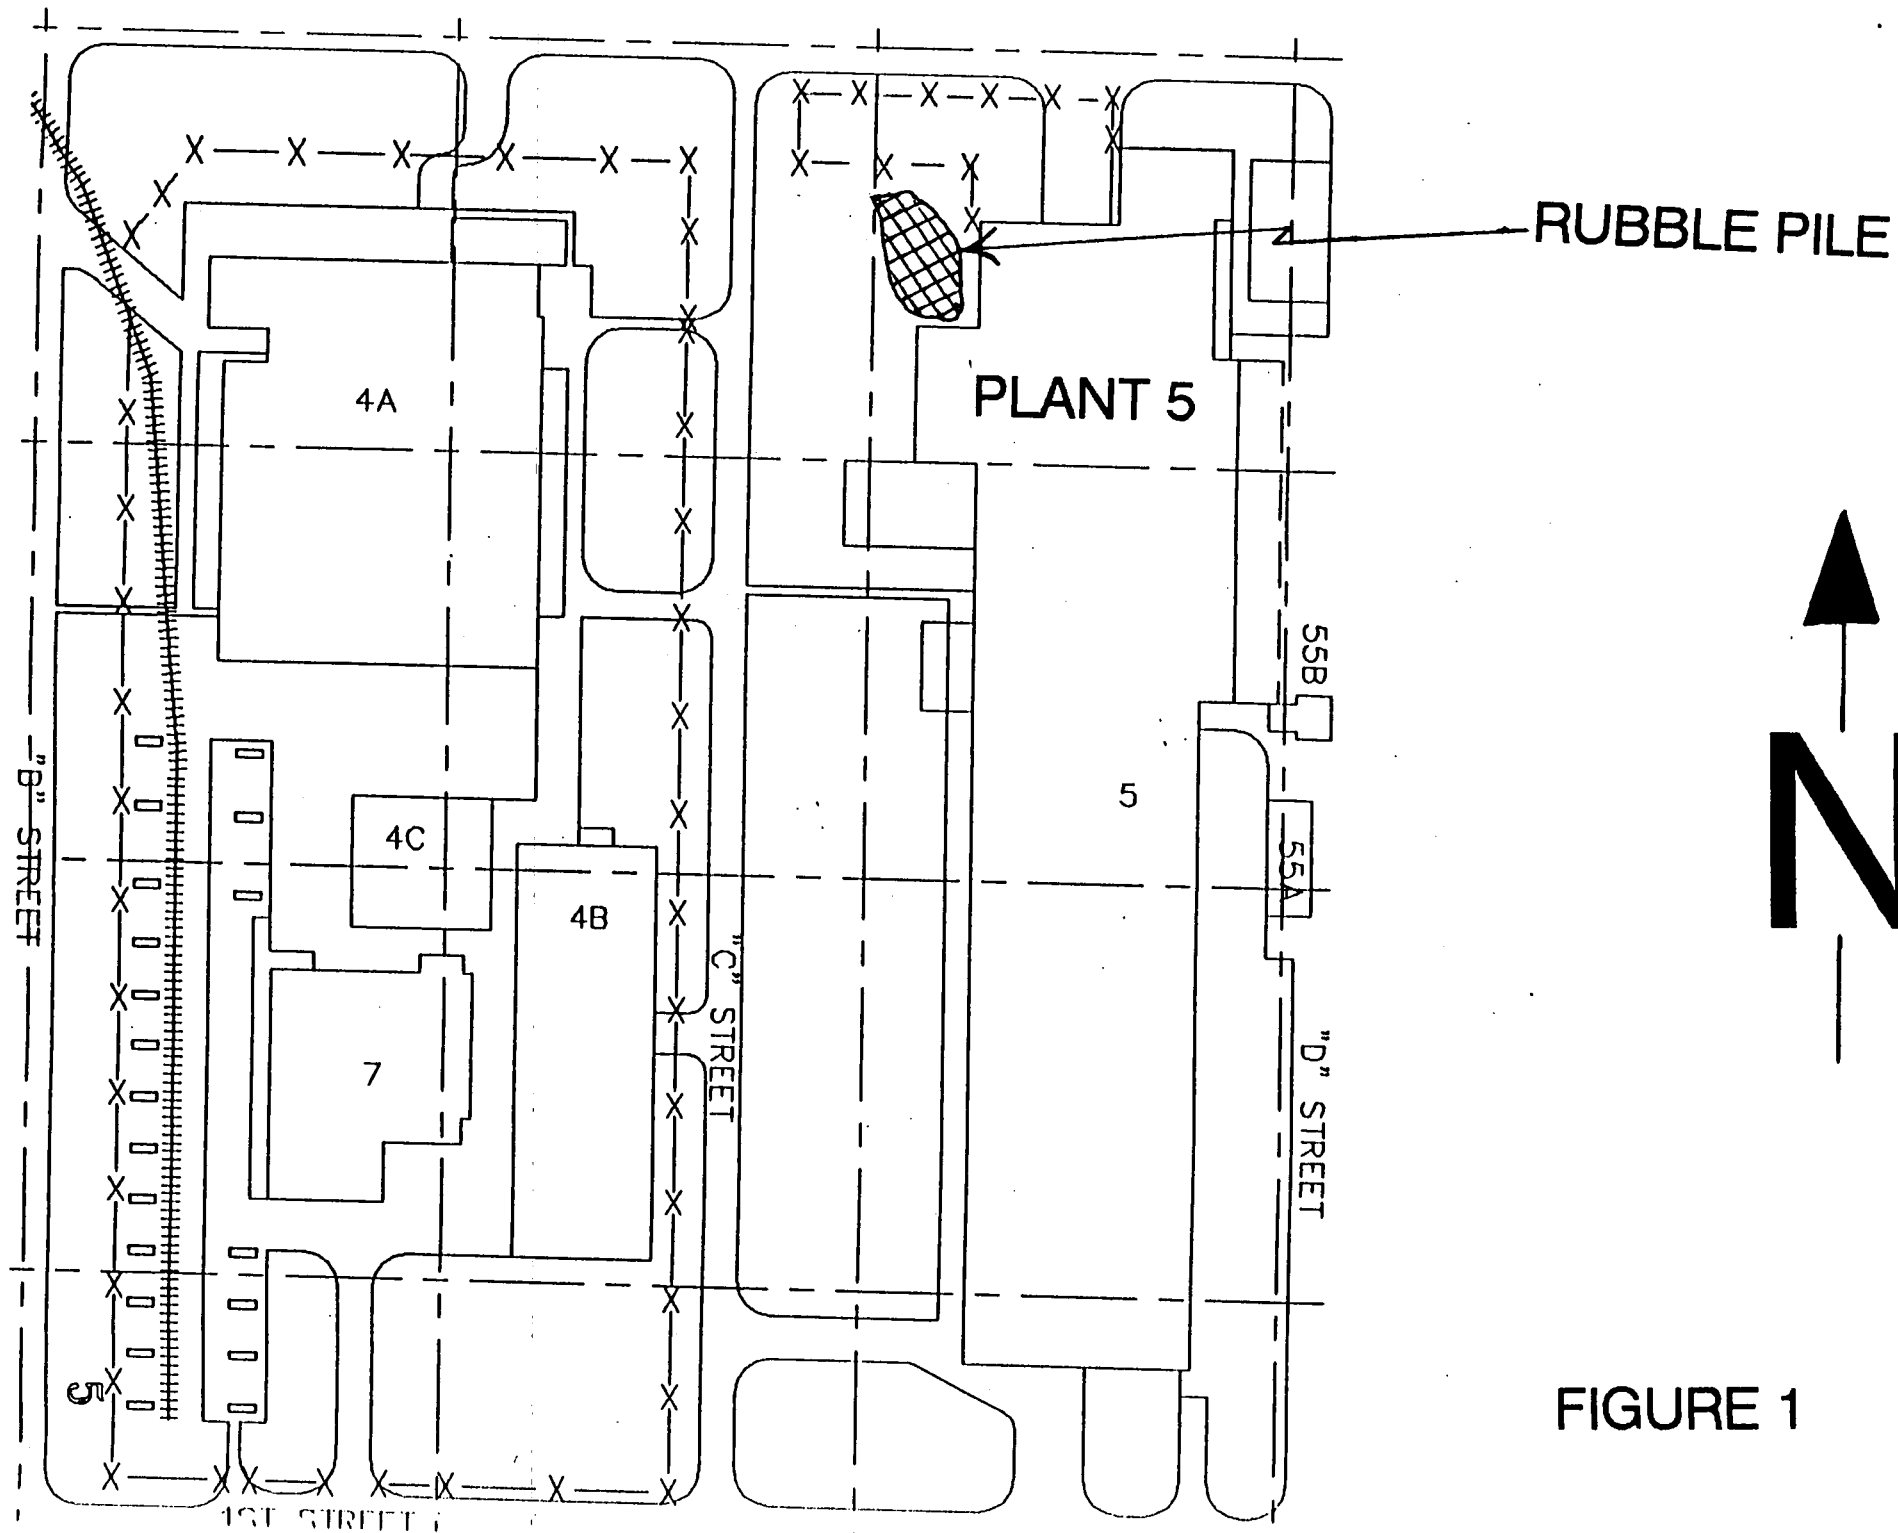 RUBBLE PILE
4A
PLANT 5
55B
"B" STREET
5
4C
55A
4B
"C" STREET
7
"D" STREET
N
5
FIGURE 1
1ST STREET